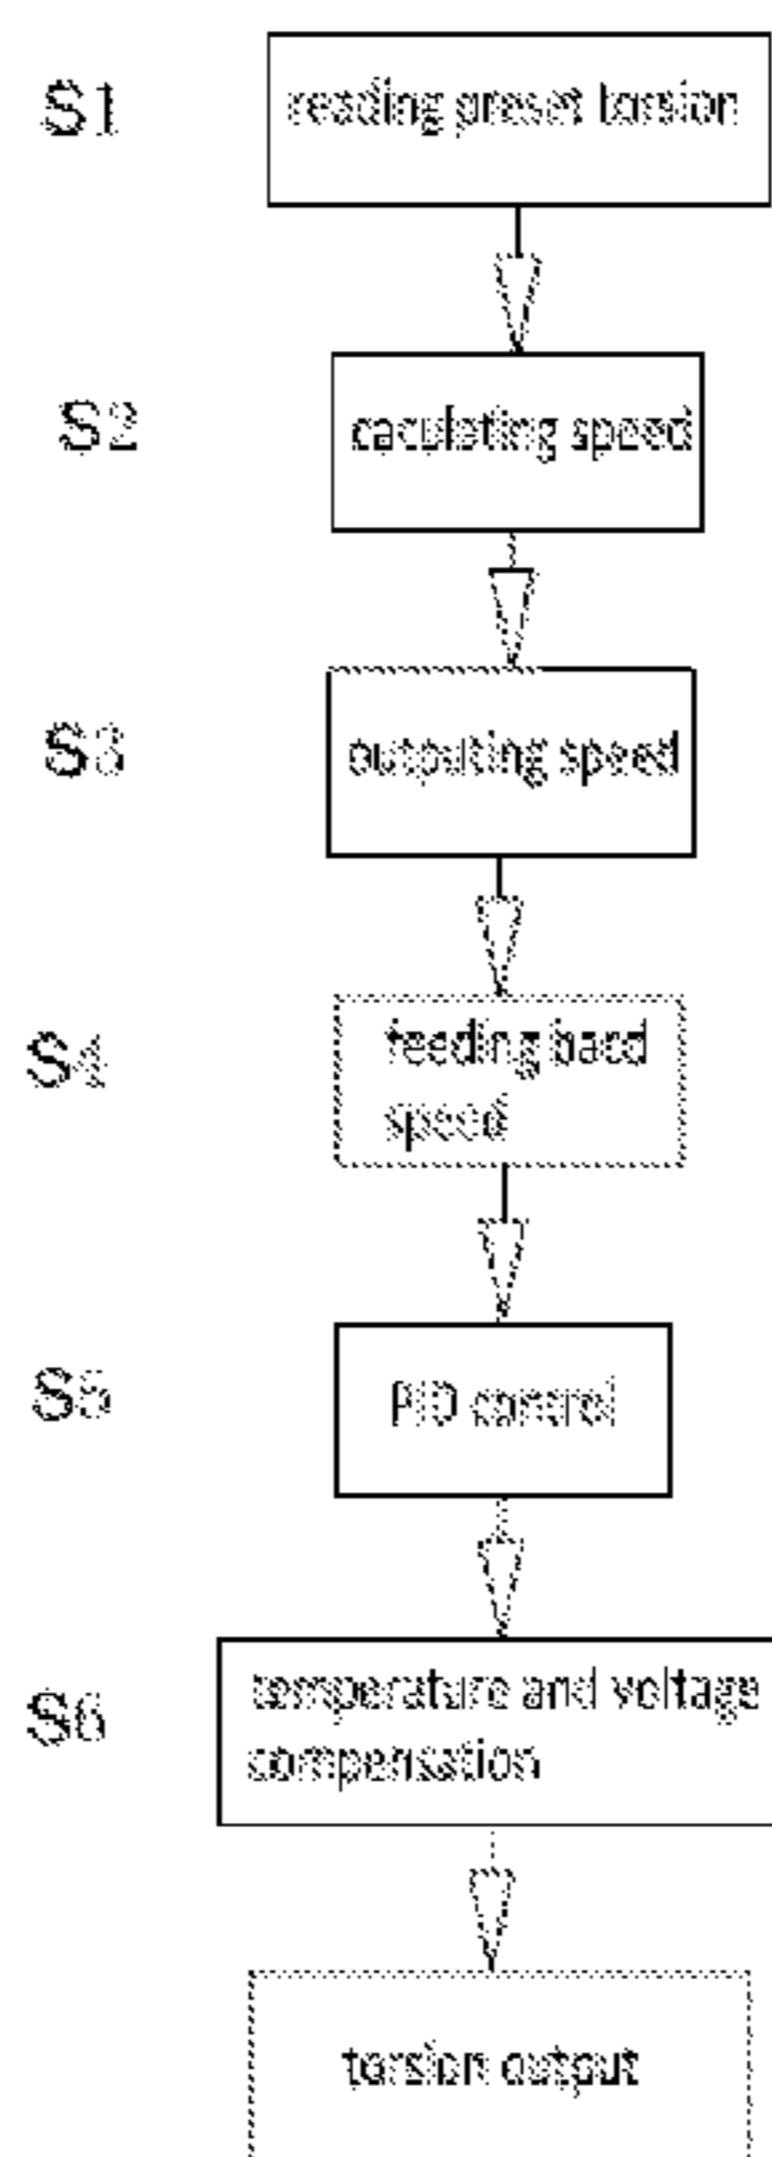 S1
reading preset torsion
S2
caculating speed
S3
outputing speed
S4
feeding bacd
speed
S5
PID control
S6
temperature and voltage
compensation
torsion output